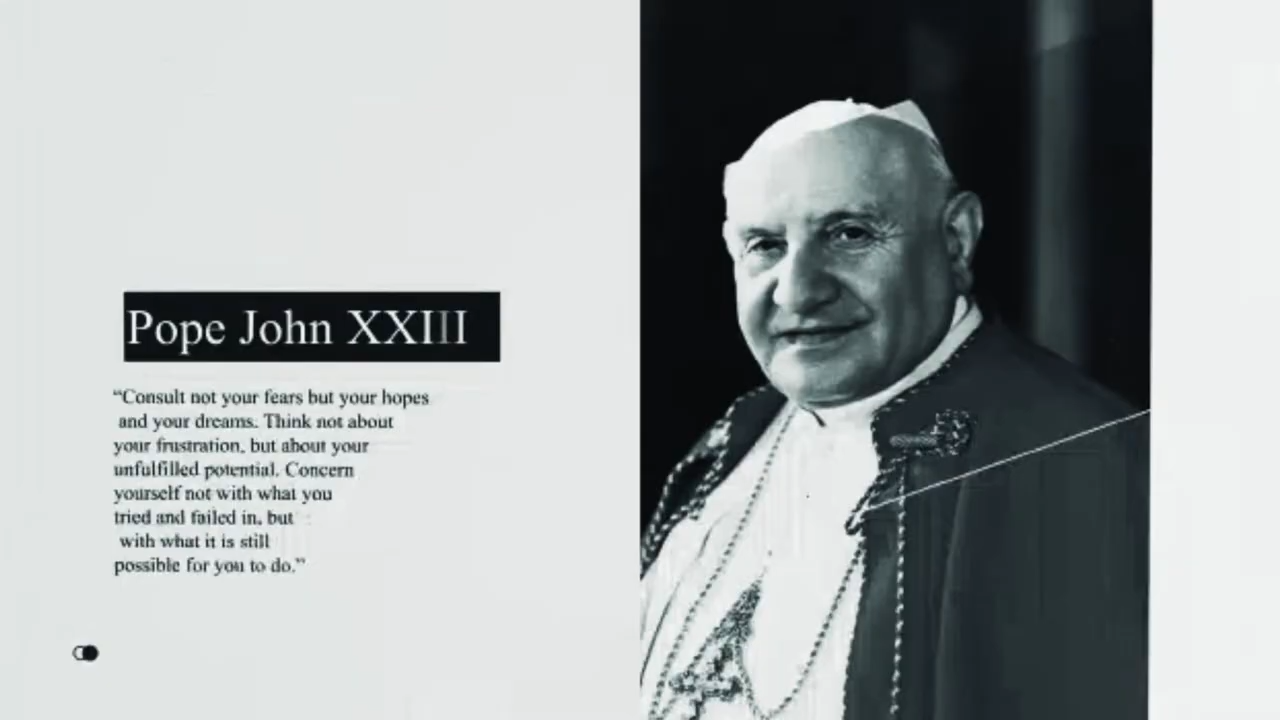 Pope John XXIII
“Consult not your fears but your hopes
and your dreams. Think not about
your frustration, but about your
unfulfilled potential. Concern
yourself not with what you
tried and failed in, but
with what it is still
possible for you to do.”